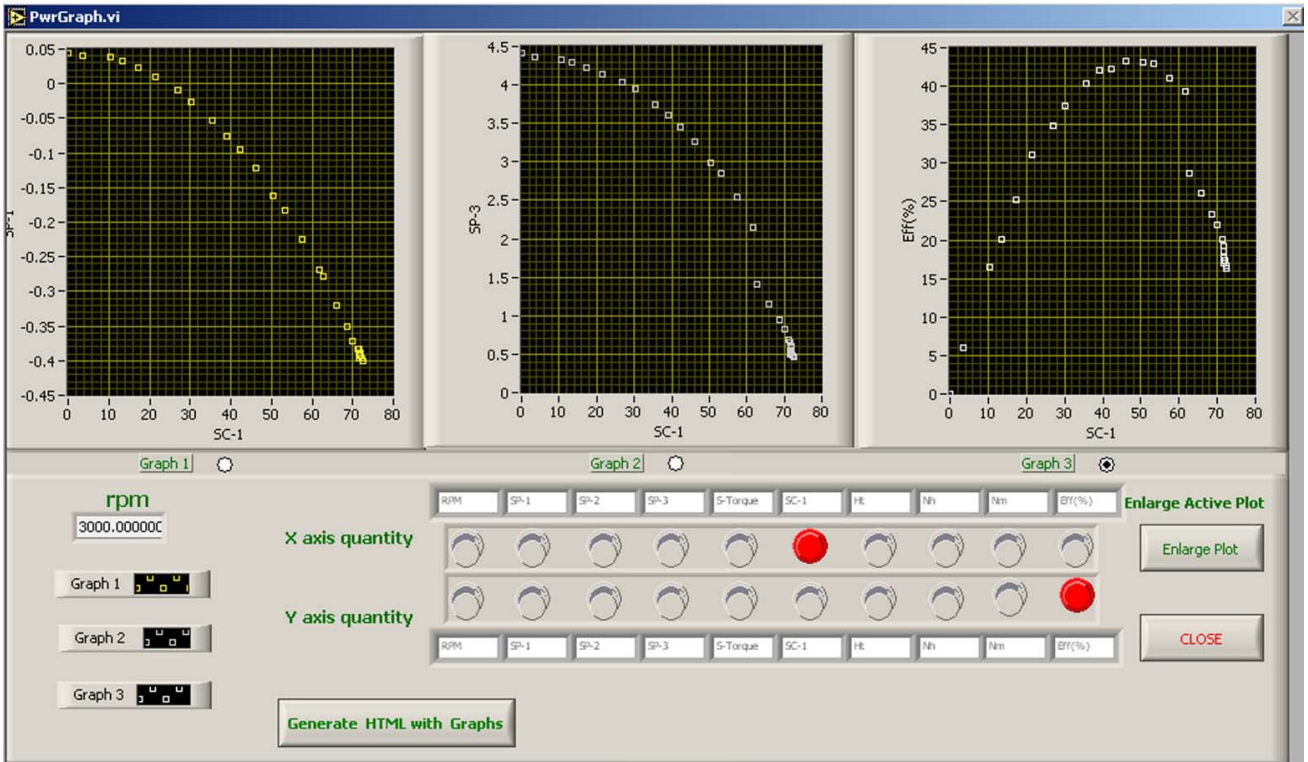 PwrGraph.vi
0.05
0
-0.05
-0.1
-0.15
-0.2
-0.25
-0.3
-0.35
-0.4
-0.45
SP-1
0 10 20 30 40 50 60 70 80
SC-1
4.5
4
3.5
3
2.5
2
1.5
1
0.5
0
SP-3
0 10 20 30 40 50 60 70 80
SC-1
45
40
35
30
25
20
15
10
5
0
Eff(%)
0 10 20 30 40 50 60 70 80
SC-1
Graph 1 Graph 2 Graph 3
rpm
3000.000000
Graph 1
Graph 2
Graph 3
RPM SP-1 SP-2 SP-3 S-Torque SC-1 Ht Nh Nm Eff(%)
X axis quantity
Y axis quantity
RPM SP-1 SP-2 SP-3 S-Torque SC-1 Ht Nh Nm Eff(%)
Enlarge Active Plot
Enlarge Plot
CLOSE
Generate HTML with Graphs